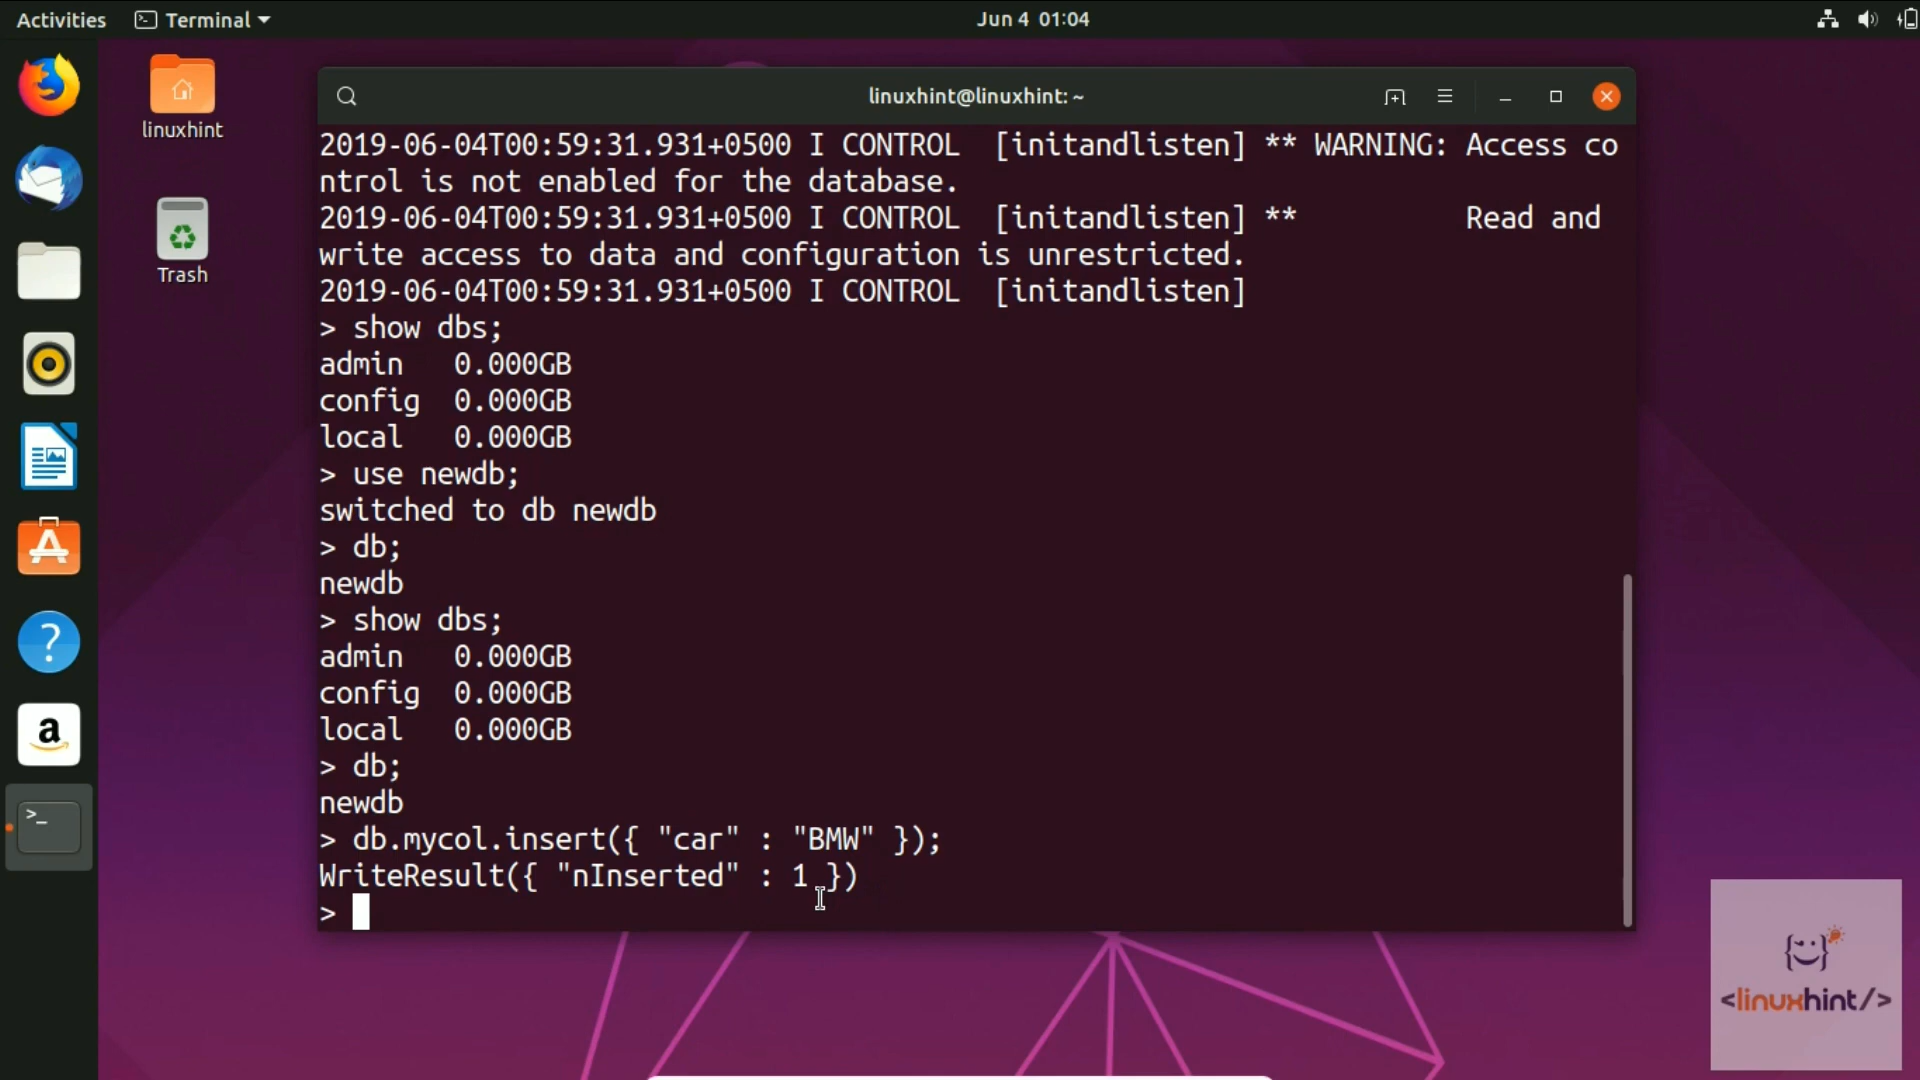 Activities
Terminal
Jun 4 01:04
linuxhint
Trash
linuxhint@linuxhint: ~
2019-06-04T00:59:31.931+0500 I CONTROL  [initandlisten] ** WARNING: Access co
ntrol is not enabled for the database.
2019-06-04T00:59:31.931+0500 I CONTROL  [initandlisten] **          Read and
write access to data and configuration is unrestricted.
2019-06-04T00:59:31.931+0500 I CONTROL  [initandlisten]
> show dbs;
admin   0.000GB
config  0.000GB
local   0.000GB
> use newdb;
switched to db newdb
> db;
newdb
> show dbs;
admin   0.000GB
config  0.000GB
local   0.000GB
> db;
newdb
> db.mycol.insert({ "car" : "BMW" });
WriteResult({ "nInserted" : 1 })
>
<linuxhint/>